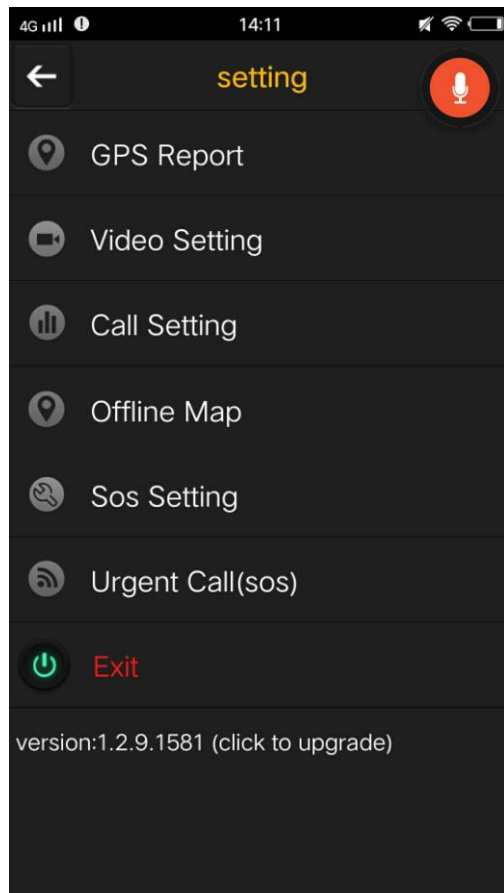 4G 14:11
setting
GPS Report
Video Setting
Call Setting
Offline Map
Sos Setting
Urgent Call(sos)
Exit
version:1.2.9.1581 (click to upgrade)